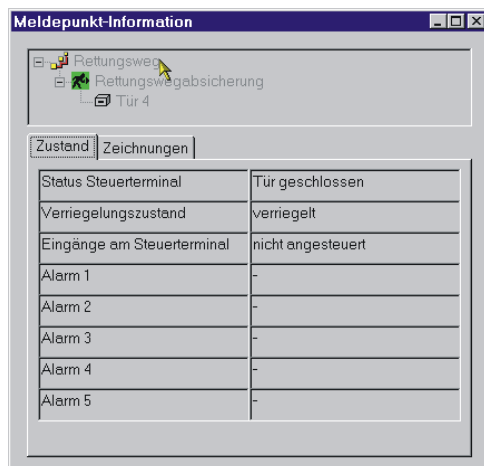 Meldepunkt-Information
Rettungsweg
Rettungswegabsicherung
Tür 4
Zustand Zeichnungen
Status Steuerterminal Tür geschlossen
Verriegelungszustand verriegelt
Eingänge am Steuerterminal nicht angesteuert
Alarm 1 -
Alarm 2 -
Alarm 3 -
Alarm 4 -
Alarm 5 -